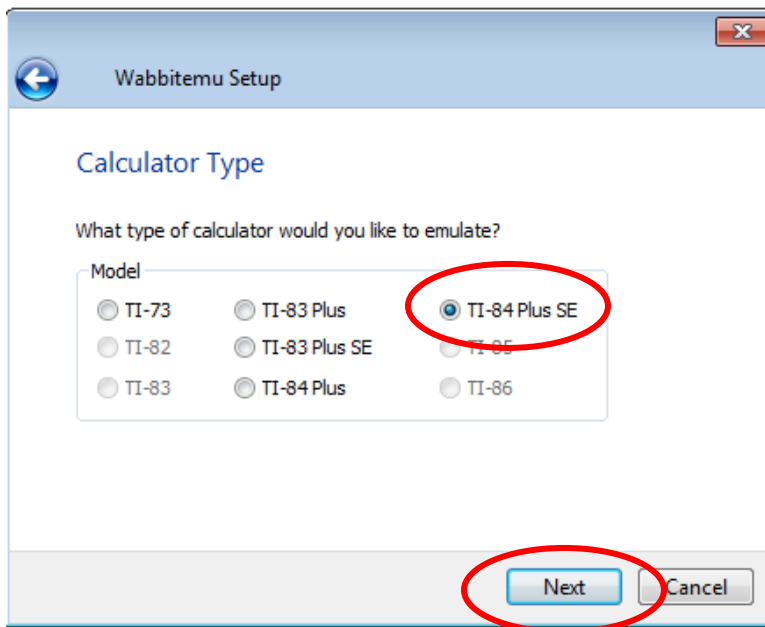 Wabbitemu Setup
Calculator Type
What type of calculator would you like to emulate?
Model
TI-73 TI-83 Plus TI-84 Plus SE
TI-82 TI-83 Plus SE TI-85
TI-83 TI-84 Plus TI-86
Next Cancel